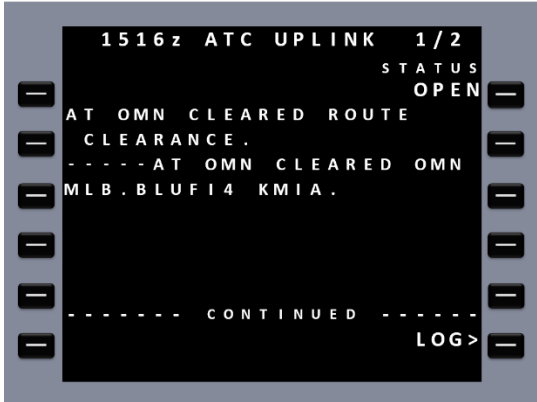 1516z ATC UPLINK 1/2
STATUS
OPEN
AT OMN CLEARED ROUTE
CLEARANCE.
-----AT OMN CLEARED OMN
MLB.BLUFI4 KMIA.
------- CONTINUED ------
LOG>